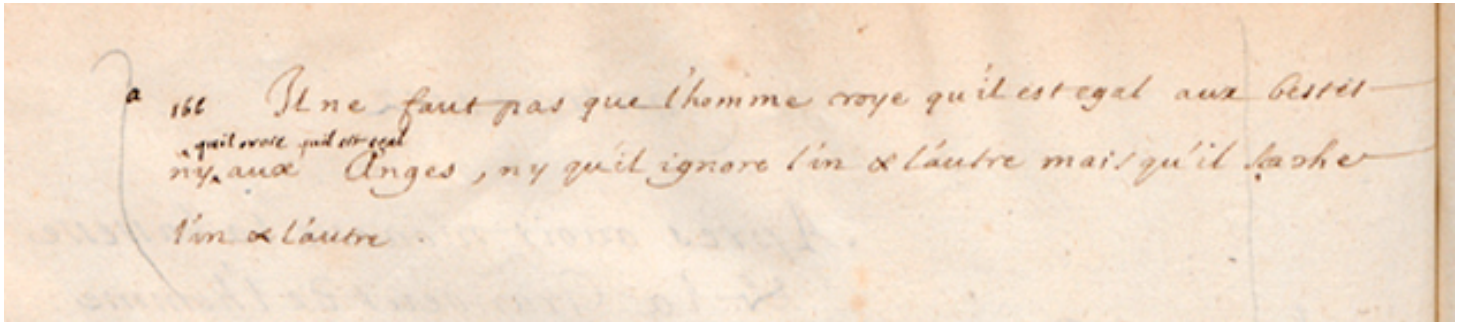 a 166 Il ne faut pas que l'homme croye qu'il est egal aux bestes
qu'il croie qu'il est egal
ny aux Anges, ny qu'il ignore l'un & l'autre mais qu'il sache
l'un & l'autre.